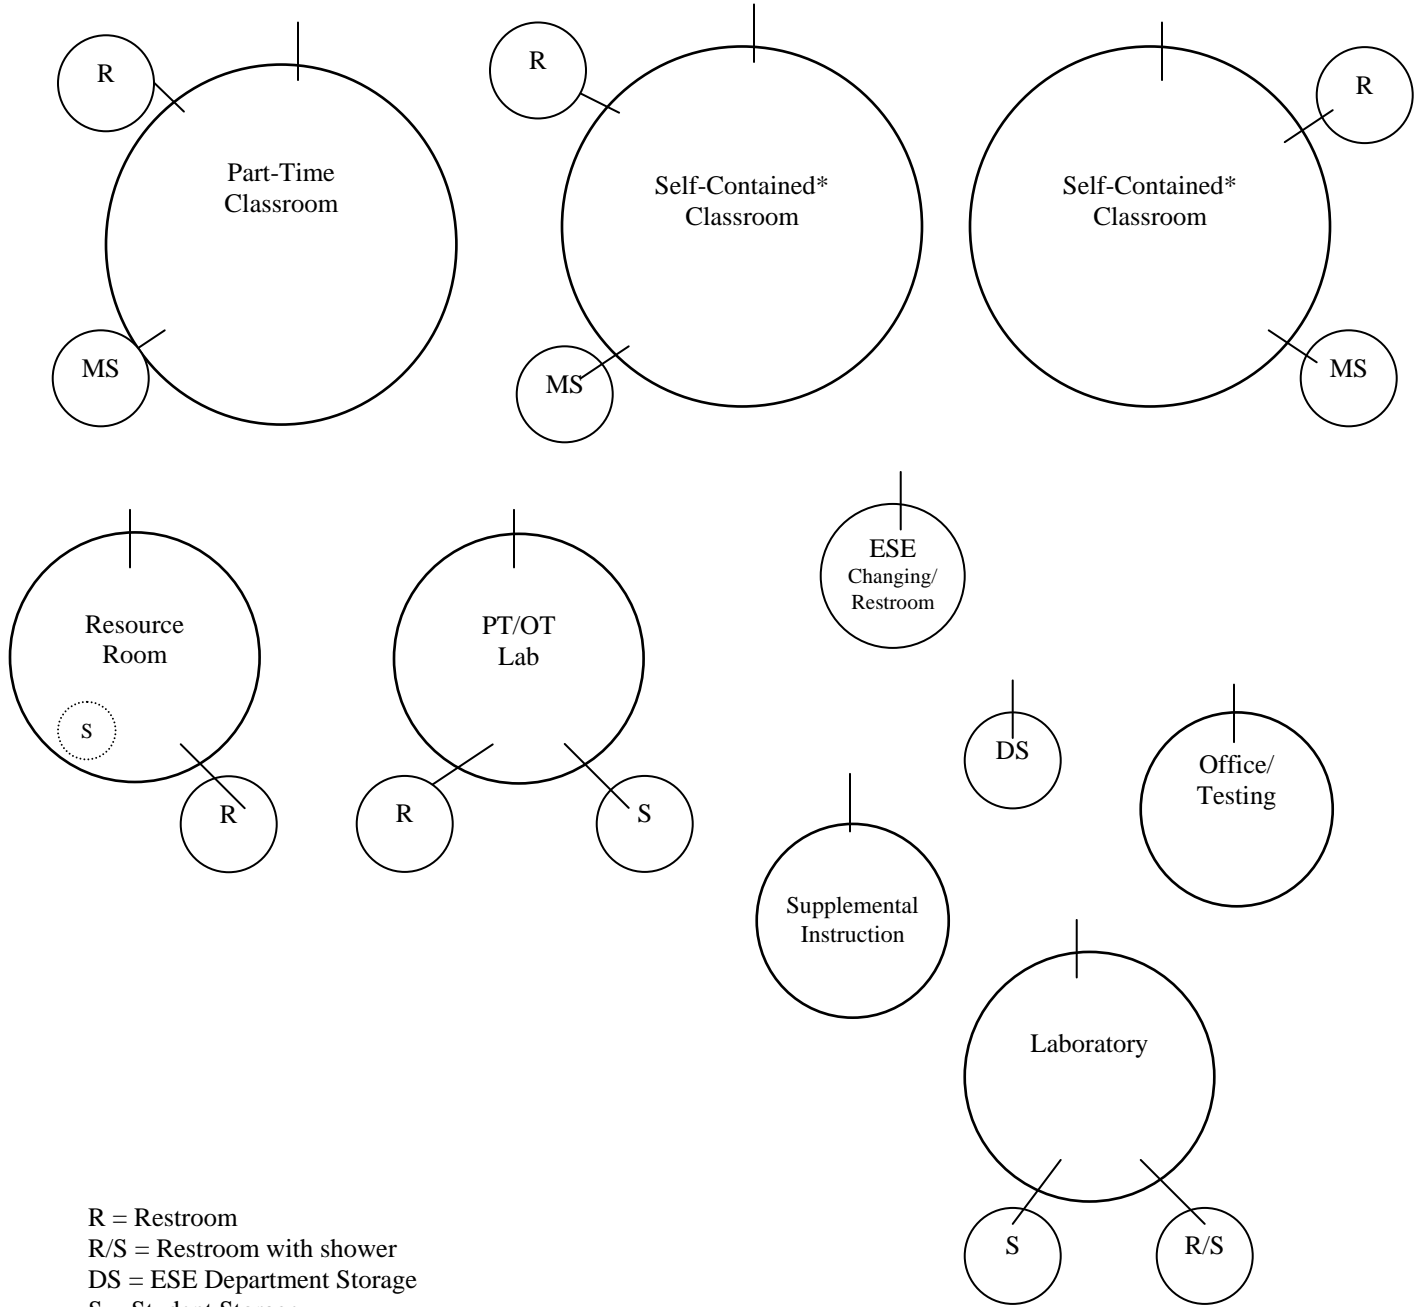 R
R
R
Part-Time
Classroom
Self-Contained*
Classroom
Self-Contained*
Classroom
MS
MS
MS
ESE
Changing/
Restroom
Resource
Room
S
R
PT/OT
Lab
R
S
DS
Office/
Testing
Supplemental
Instruction
Laboratory
S
R/S
R = Restroom
R/S = Restroom with shower
DS = ESE Department Storage